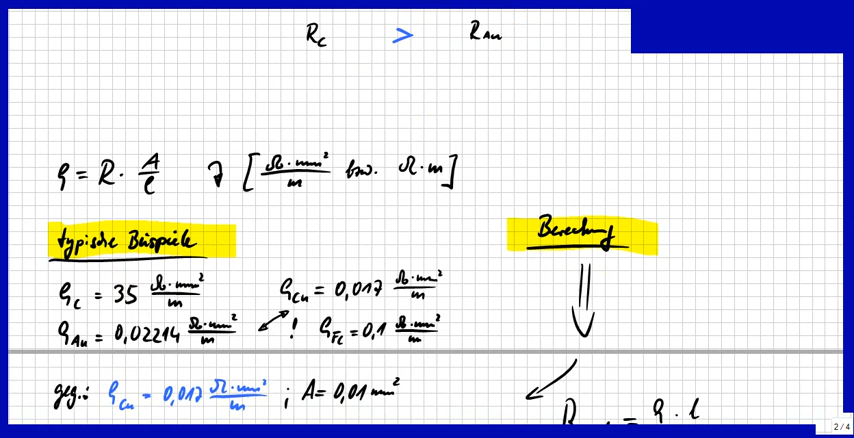 R_C > R_Au
ρ = R · A/l ⇒ [Ω·mm²/m bzw. Ω·m]
typische Beispiele
Berechnung
ρ_C = 35 Ω·mm²/m ρ_Cu = 0,017 Ω·mm²/m
ρ_Au = 0,02214 Ω·mm²/m ! ρ_Fe = 0,1 Ω·mm²/m
geg.: ρ_Cu = 0,017 Ω·mm²/m ; A = 0,01 mm²
= ρ · l
2 / 4